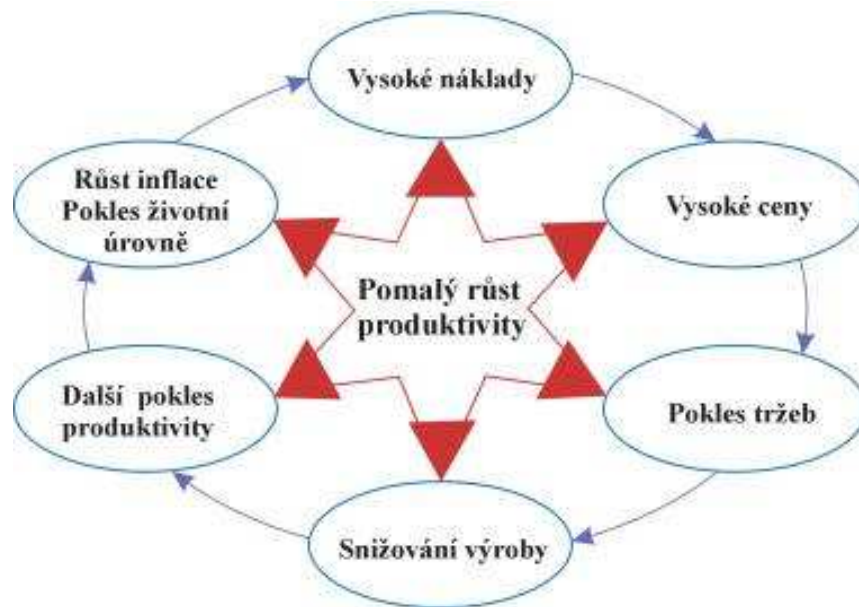 Vysoké náklady
Vysoké ceny
Pokles tržeb
Snižování výroby
Další pokles
produktivity
Růst inflace
Pokles životní
úrovně
Pomalý růst
produktivity